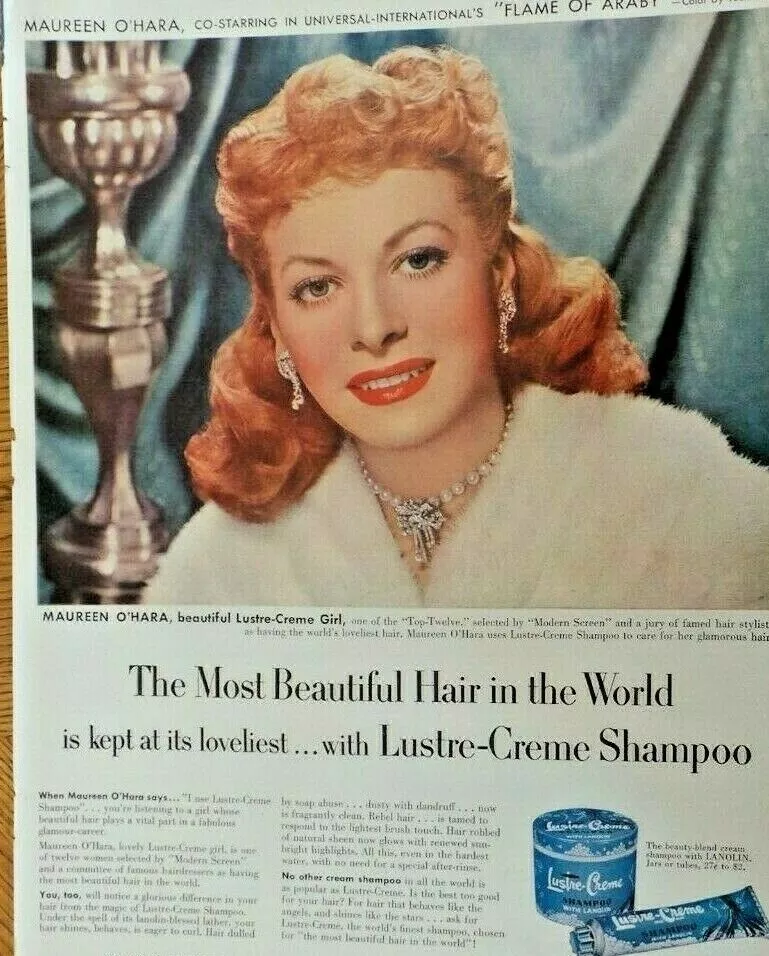 MAUREEN O'HARA, CO-STARRING IN UNIVERSAL-INTERNATIONAL'S "FLAME OF ARABY" —Color by
MAUREEN O'HARA, beautiful Lustre-Creme Girl, one of the "Top-Twelve," selected by "Modern Screen" and a jury of famed hair stylist
as having the world's loveliest hair. Maureen O'Hara uses Lustre-Creme Shampoo to care for her glamorous hair
The Most Beautiful Hair in the World
is kept at its loveliest ... with Lustre-Creme Shampoo
When Maureen O'Hara says... "I use Lustre-Creme
Shampoo" . . . you're listening to a girl whose
beautiful hair plays a vital part in a fabulous
glamour-career.
Maureen O'Hara, lovely Lustre-Creme girl, is one
of twelve women selected by "Modern Screen"
and a committee of famous hairdressers as having
the most beautiful hair in the world.
You, too, will notice a glorious difference in your
hair from the magic of Lustre-Creme Shampoo.
Under the spell of its lanolin-blessed lather, your
hair shines, behaves, is eager to curl. Hair dulled
by soap abuse . . . dusty with dandruff . . . now
is fragrantly clean. Rebel hair . . . is tamed to
respond to the lightest brush touch. Hair robbed
of natural sheen now glows with renewed sun-
bright highlights. All this, even in the hardest
water, with no need for a special after-rinse.
No other cream shampoo in all the world is
as popular as Lustre-Creme. Is the best too good
for your hair? For hair that behaves like the
angels, and shines like the stars . . . ask for
Lustre-Creme, the world's finest shampoo, chosen
for "the most beautiful hair in the world"!
Lustre-Creme
WITH LANOLIN
Lustre-Creme
SHAMPOO
WITH LANOLIN
Lustre-Creme
SHAMPOO
WITH LANOLIN
The beauty-blend cream
shampoo with LANOLIN.
Jars or tubes, 27¢ to $2.